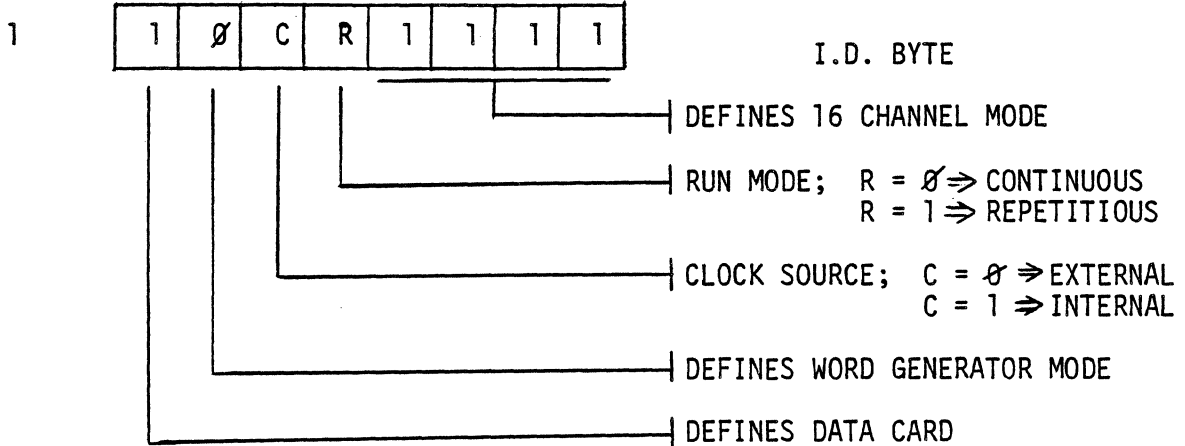 1 1 Ø C R 1 1 1 1
I.D. BYTE
DEFINES 16 CHANNEL MODE
RUN MODE; R = Ø ⇒ CONTINUOUS
R = 1 ⇒ REPETITIOUS
CLOCK SOURCE; C = Ø ⇒ EXTERNAL
C = 1 ⇒ INTERNAL
DEFINES WORD GENERATOR MODE
DEFINES DATA CARD